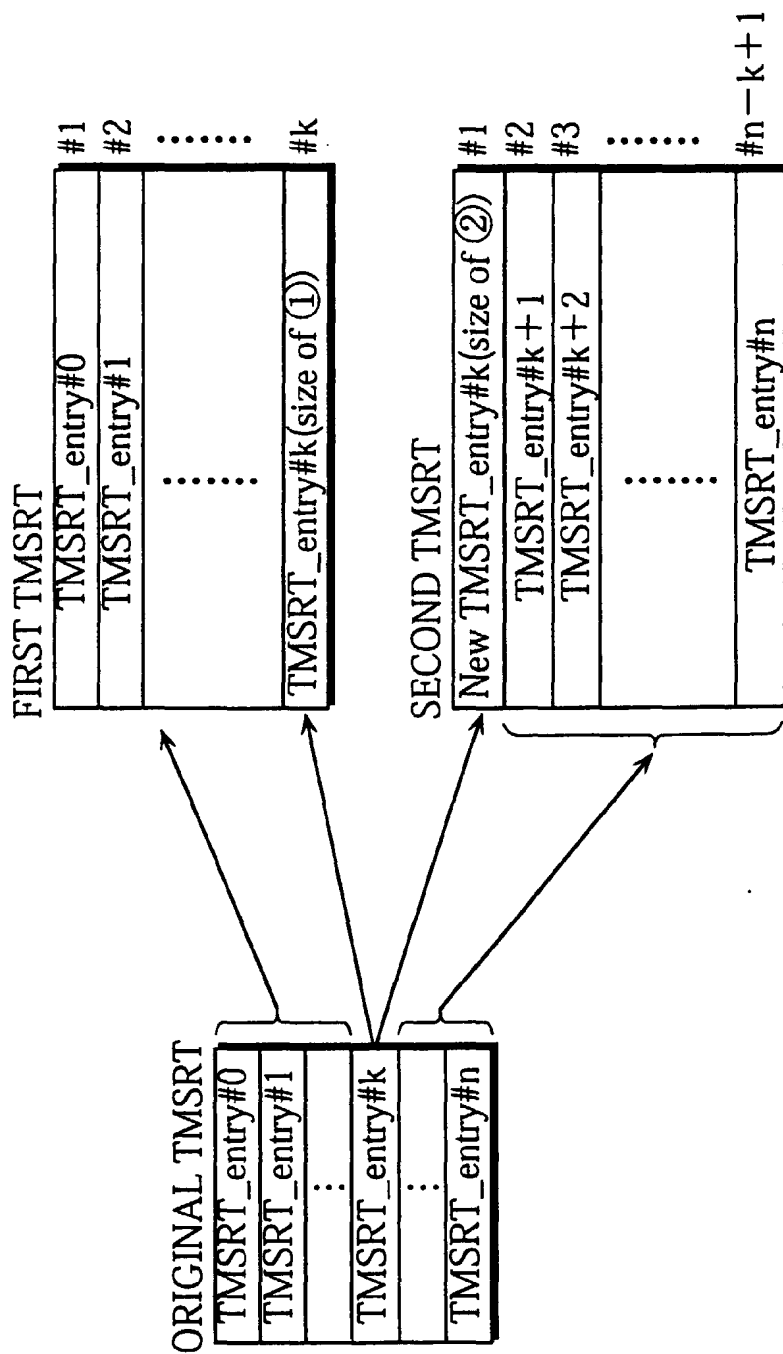 ORIGINAL TMSRT
TMSRT_entry#0
TMSRT_entry#1
...
TMSRT_entry#k
...
TMSRT_entry#n
FIRST TMSRT
TMSRT_entry#0 #1
TMSRT_entry#1 #2
....... .......
TMSRT_entry#k(size of ①) #k
SECOND TMSRT
New TMSRT_entry#k(size of ②) #1
TMSRT_entry#k+1 #2
TMSRT_entry#k+2 #3
....... .......
TMSRT_entry#n #n−k+1